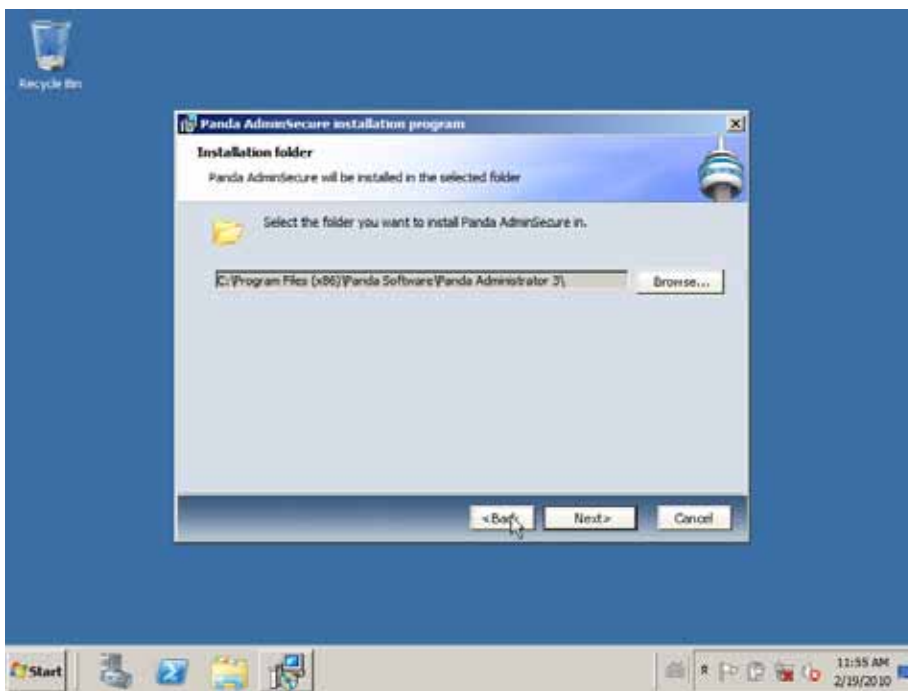 Recycle Bin
Panda AdminSecure installation program
Installation folder
Panda AdminSecure will be installed in the selected folder
Select the folder you want to install Panda AdminSecure in.
C:\Program Files (x86)\Panda Software\Panda Administrator 3\
Browse...
<Back
Next>
Cancel
Start
11:55 AM
2/19/2010